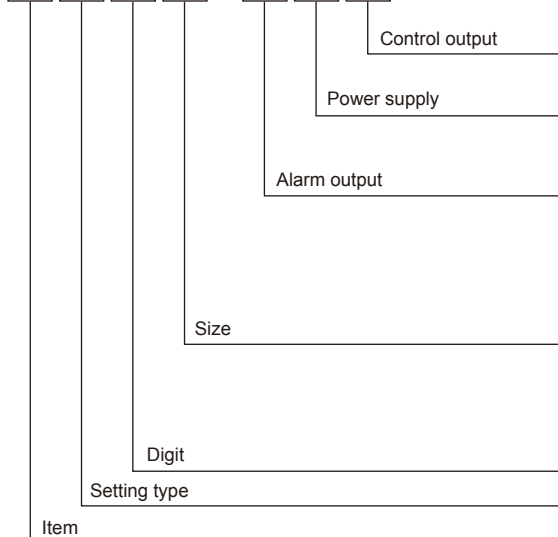 Control output
Power supply
Alarm output
Size
Digit
Setting type
Item